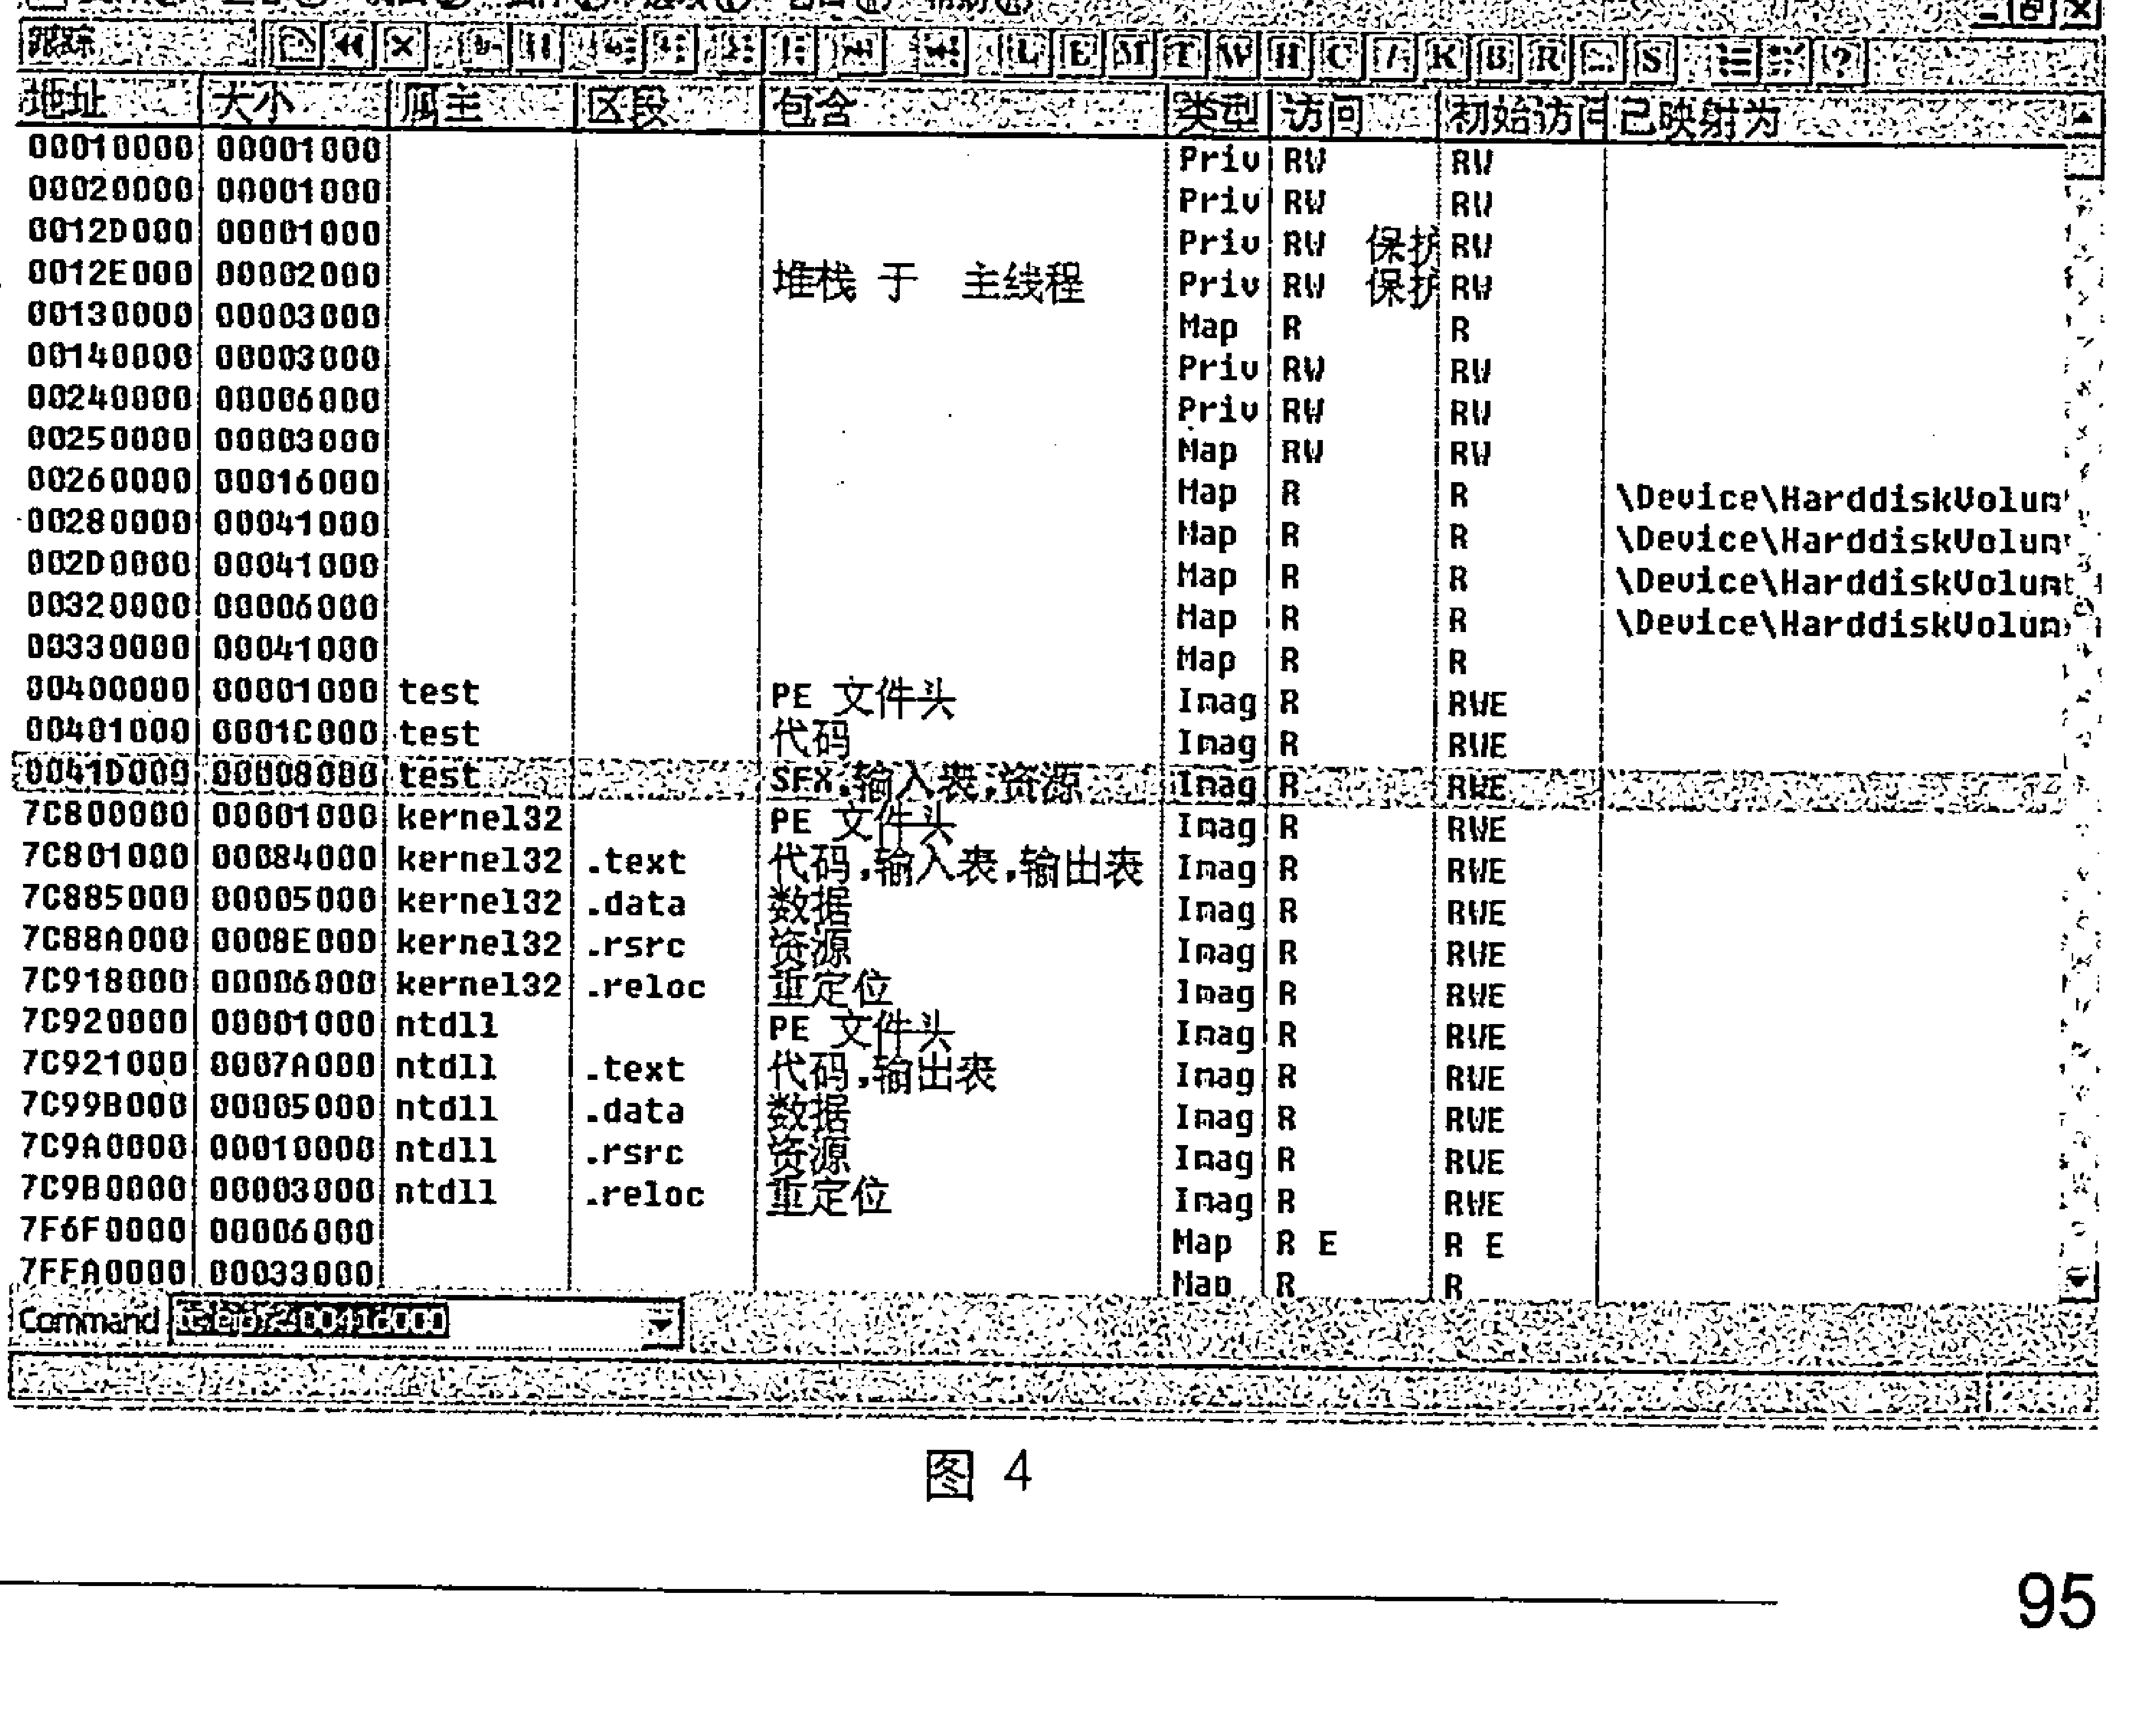 跟踪 L E M T W H C / K B R ... S ?
地址 大小 属主 区段 包含 类型 访问 初始访问 已映射为
00010000 00001000 Priv RW RW
00020000 00001000 Priv RW RW
0012D000 00001000 Priv RW 保护 RW
0012E000 00002000 堆栈 于 主线程 Priv RW 保护 RW
00130000 00003000 Map R R
00140000 00003000 Priv RW RW
00240000 00006000 Priv RW RW
00250000 00003000 Map RW RW
00260000 00016000 Map R R \Device\HarddiskVolum
00280000 00041000 Map R R \Device\HarddiskVolum
002D0000 00041000 Map R R \Device\HarddiskVolum
00320000 00006000 Map R R \Device\HarddiskVolum
00330000 00041000 Map R R
00400000 00001000 test PE 文件头 Imag R RWE
00401000 0001C000 test 代码 Imag R RWE
0041D000 00008000 test SFX,输入表,资源 Imag R RWE
7C800000 00001000 kernel32 PE 文件头 Imag R RWE
7C801000 00084000 kernel32 .text 代码,输入表,输出表 Imag R RWE
7C885000 00005000 kernel32 .data 数据 Imag R RWE
7C88A000 0008E000 kernel32 .rsrc 资源 Imag R RWE
7C918000 00006000 kernel32 .reloc 重定位 Imag R RWE
7C920000 00001000 ntdll PE 文件头 Imag R RWE
7C921000 0007A000 ntdll .text 代码,输出表 Imag R RWE
7C99B000 00005000 ntdll .data 数据 Imag R RWE
7C9A0000 00010000 ntdll .rsrc 资源 Imag R RWE
7C9B0000 00003000 ntdll .reloc 重定位 Imag R RWE
7F6F0000 00006000 Map R E R E
7FFA0000 00033000 Map R R
Command
图 4
95